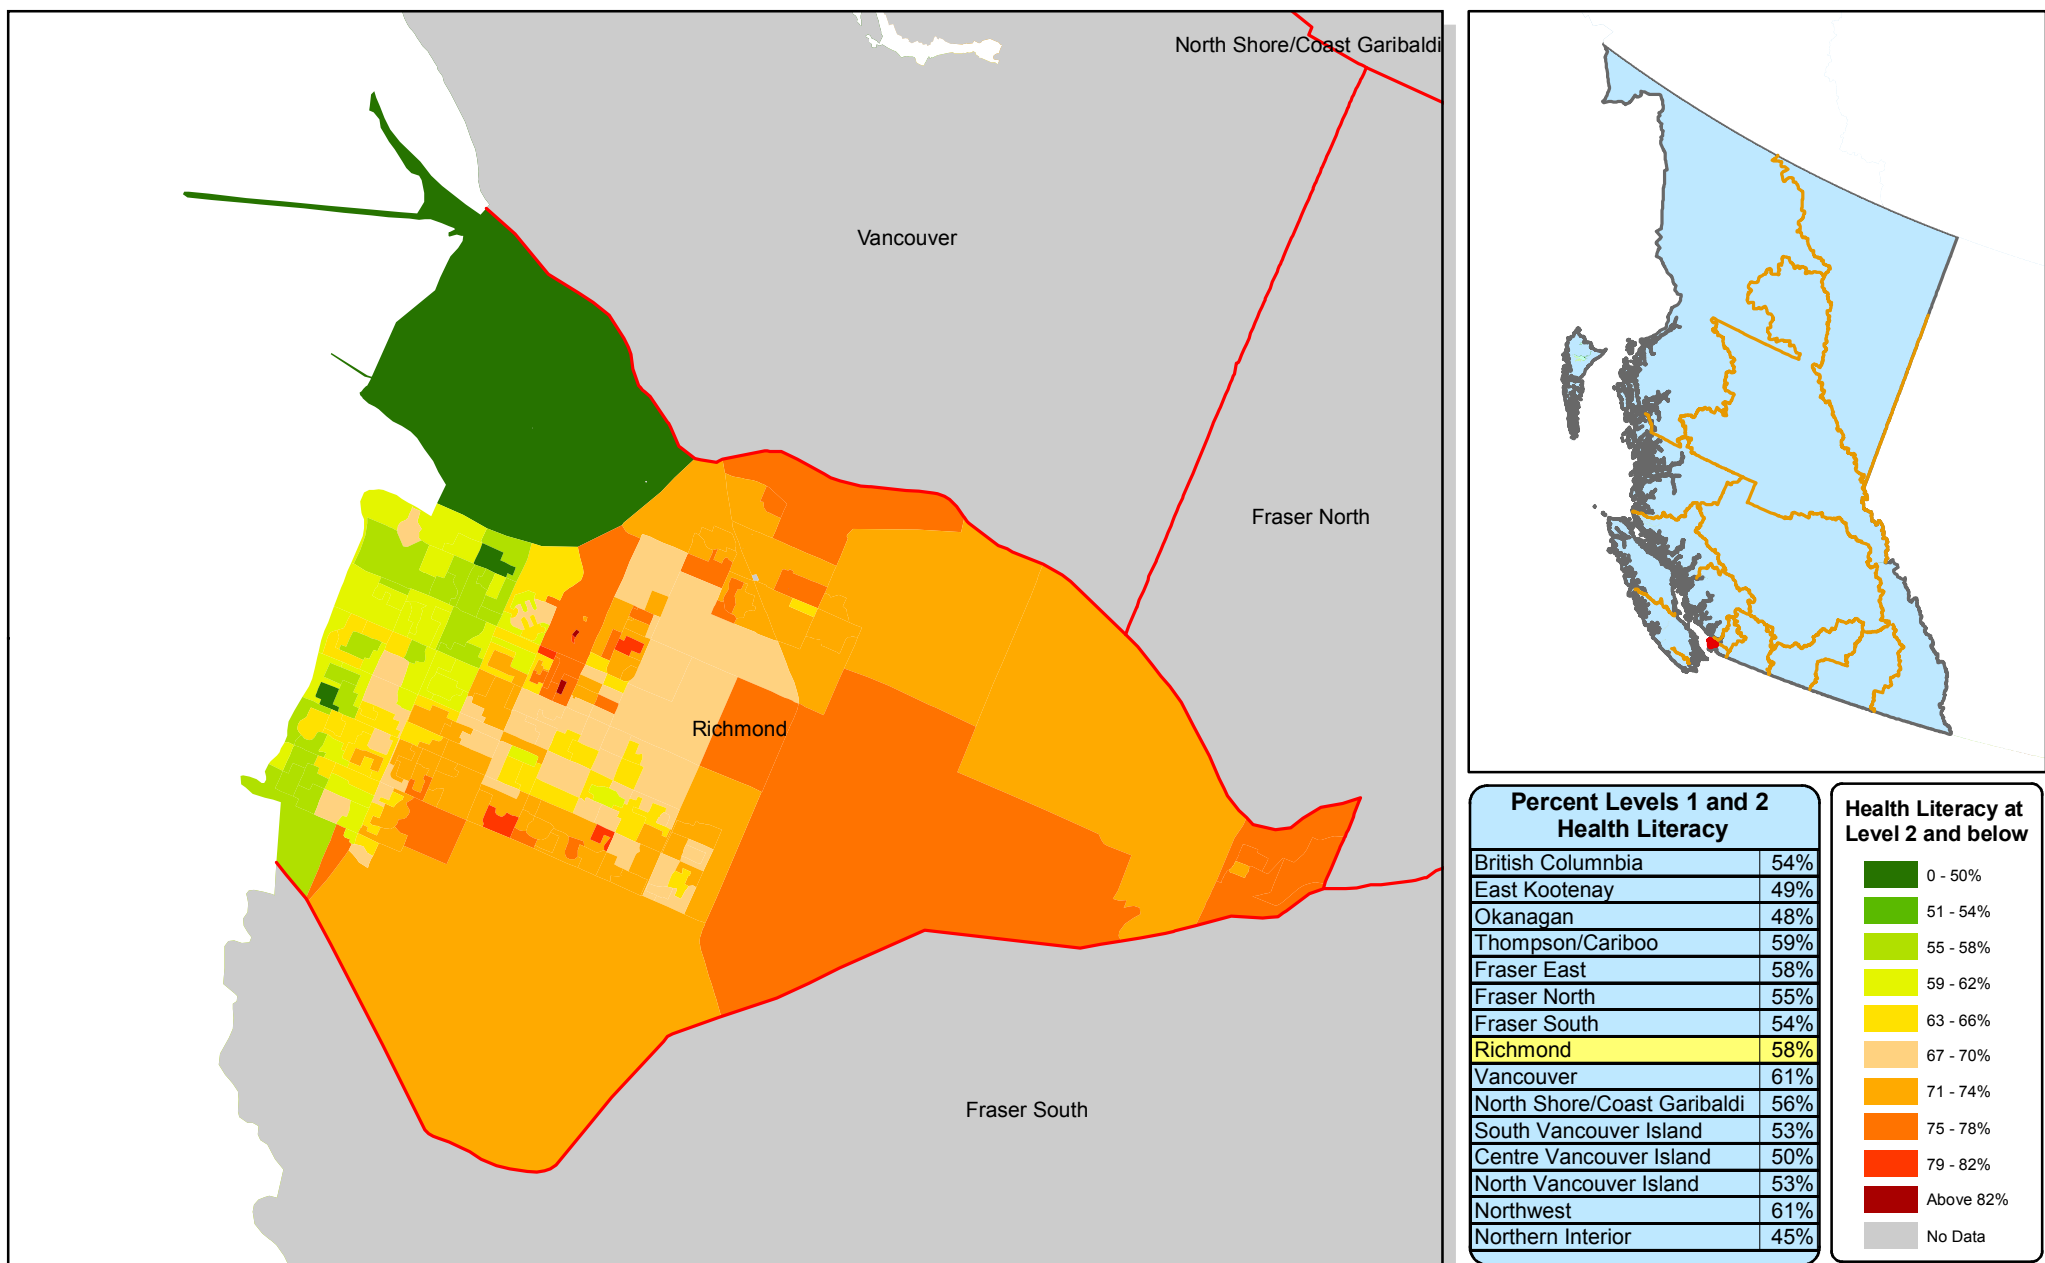 North Shore/Coast Garibaldi
Vancouver
Fraser North
Richmond
Fraser South
Percent Levels 1 and 2
Health Literacy
British Columnbia 54%
East Kootenay 49%
Okanagan 48%
Thompson/Cariboo 59%
Fraser East 58%
Fraser North 55%
Fraser South 54%
Richmond 58%
Vancouver 61%
North Shore/Coast Garibaldi 56%
South Vancouver Island 53%
Centre Vancouver Island 50%
North Vancouver Island 53%
Northwest 61%
Northern Interior 45%
Health Literacy at
Level 2 and below
0 - 50%
51 - 54%
55 - 58%
59 - 62%
63 - 66%
67 - 70%
71 - 74%
75 - 78%
79 - 82%
Above 82%
No Data